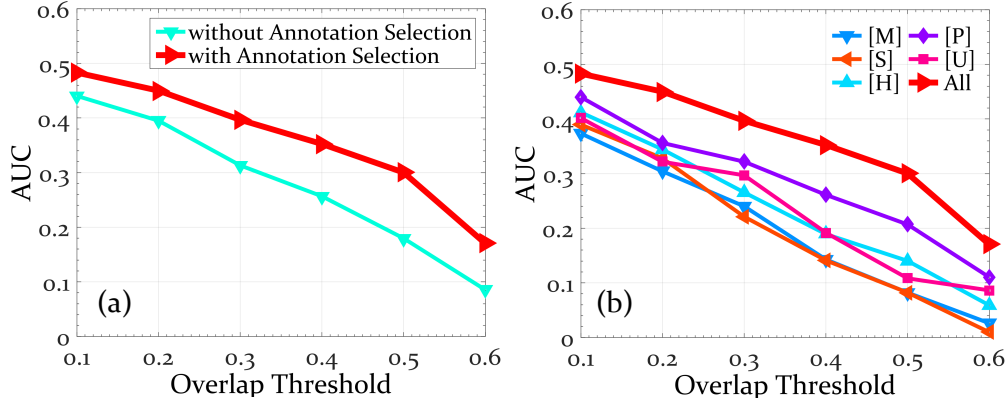 0.6
0.5
0.4
0.3
0.2
0.1
0
AUC
without Annotation Selection
with Annotation Selection
(a)
0.1 0.2 0.3 0.4 0.5 0.6
Overlap Threshold
0.6
0.5
0.4
0.3
0.2
0.1
0
AUC
[M] [P]
[S] [U]
[H] All
(b)
0.1 0.2 0.3 0.4 0.5 0.6
Overlap Threshold